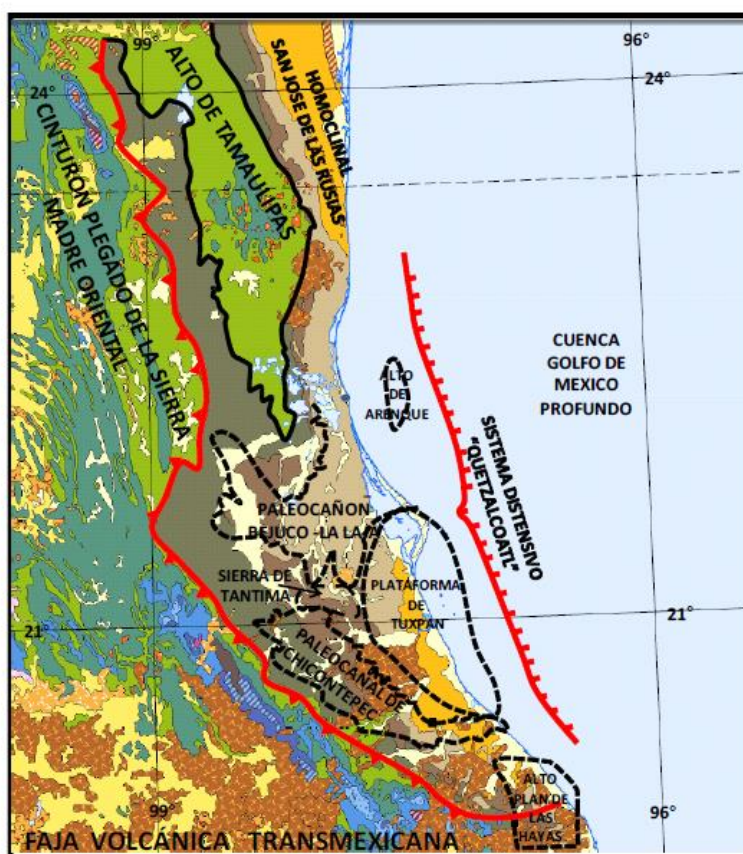 99°
96°
24°
24°
ALTO DE TAMAULIPAS
HOMOCLINAL
SAN JOSE DE LAS RUSIAS
CINTURÓN PLEGADO DE LA SIERRA
MADRE ORIENTAL
CUENCA
GOLFO DE
MEXICO
PROFUNDO
ALTO
DE
ARENQUE
SISTEMA DISTENSIVO
"QUETZALCOATL"
PALEOCAÑON
BEJUCO -LA LAJA
SIERRA DE
TANTIMA
PLATAFORMA
DE
TUXPAN
21°
21°
PALEOCANAL DE
CHICONTEPEC
ALTO
PLAN DE
LAS
HAYAS
99°
96°
FAJA VOLCÁNICA TRANSMEXICANA